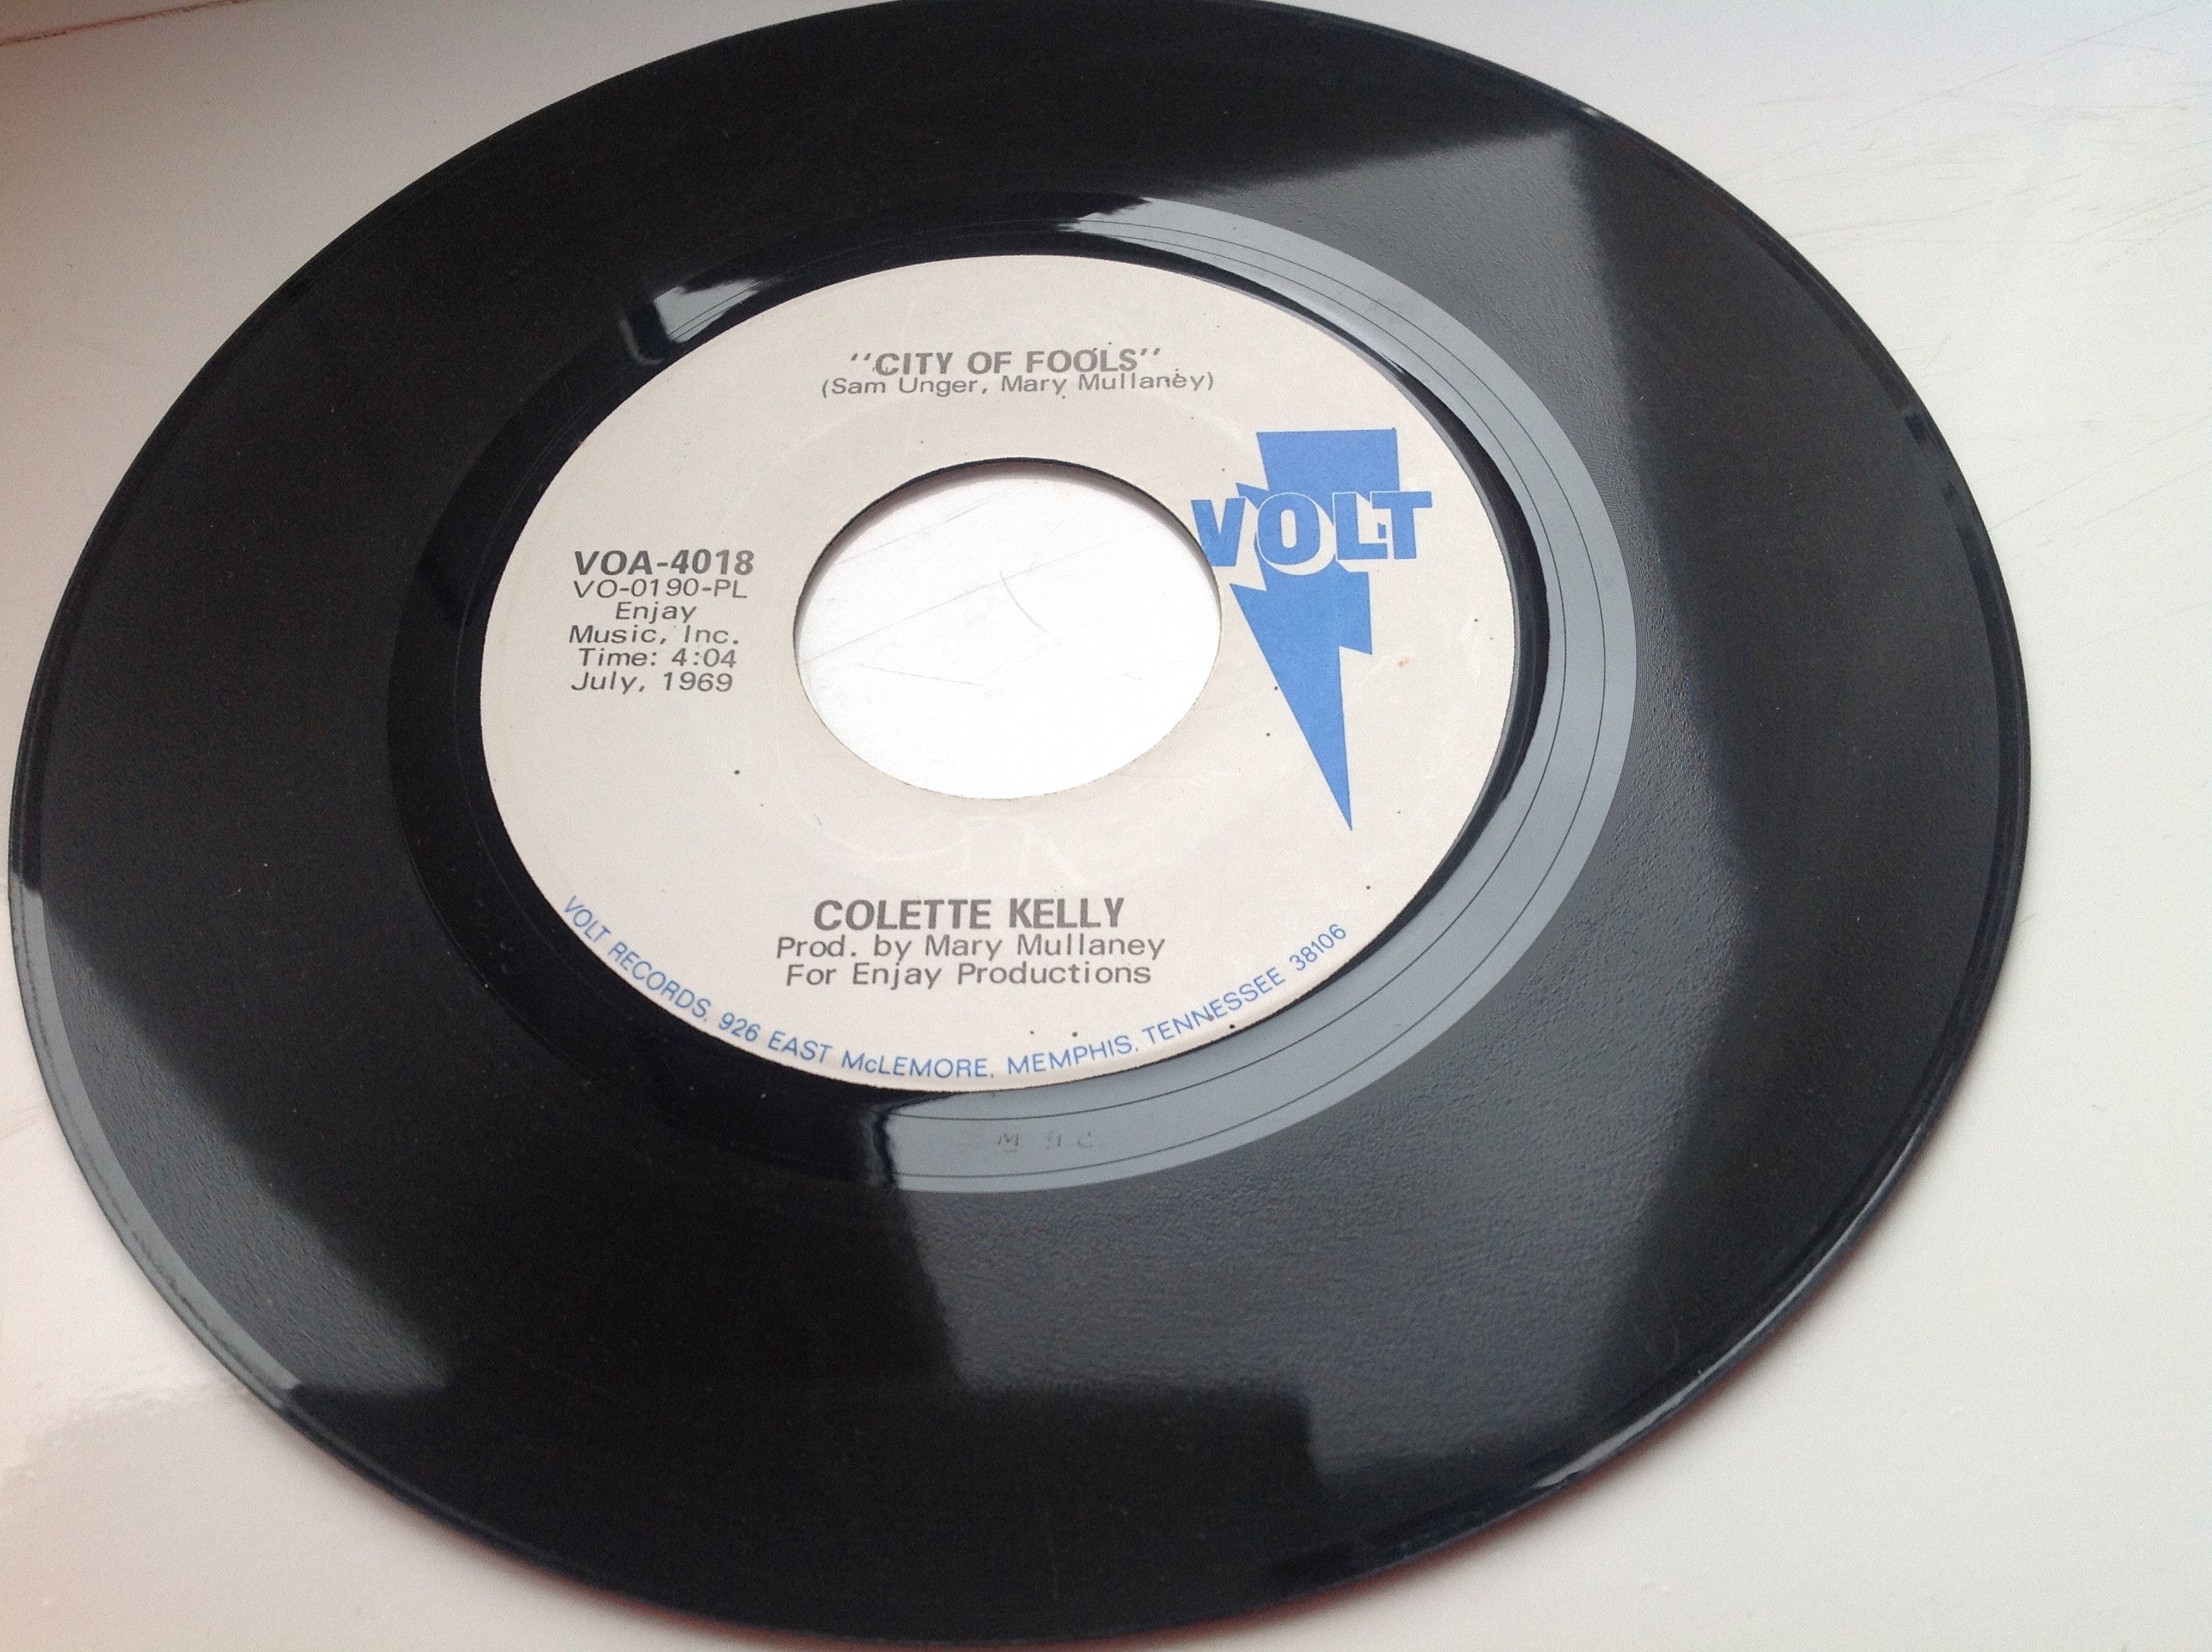 "CITY OF FOOLS"
(Sam Unger, Mary Mullaney)
VOLT
VOA-4018
VO-0190-PL
Enjay
Music, Inc.
Time: 4:04
July, 1969
COLETTE KELLY
Prod. by Mary Mullaney
For Enjay Productions
VOLT RECORDS, 926 EAST McLEMORE, MEMPHIS, TENNESSEE 38106